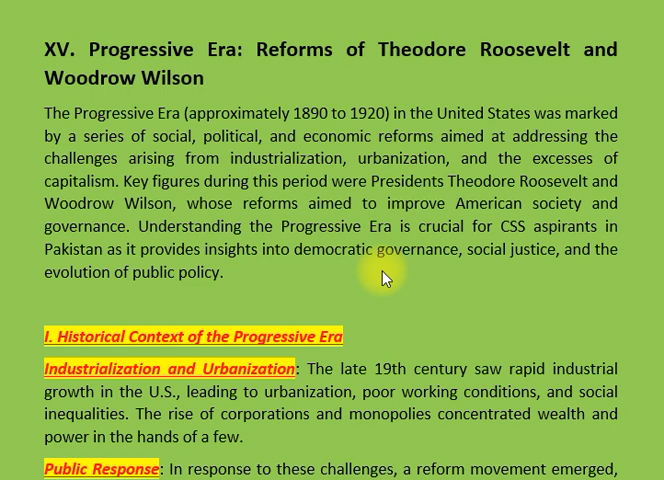 XV. Progressive Era: Reforms of Theodore Roosevelt and
Woodrow Wilson
The Progressive Era (approximately 1890 to 1920) in the United States was marked
by a series of social, political, and economic reforms aimed at addressing the
challenges arising from industrialization, urbanization, and the excesses of
capitalism. Key figures during this period were Presidents Theodore Roosevelt and
Woodrow Wilson, whose reforms aimed to improve American society and
governance. Understanding the Progressive Era is crucial for CSS aspirants in
Pakistan as it provides insights into democratic governance, social justice, and the
evolution of public policy.
I. Historical Context of the Progressive Era
Industrialization and Urbanization: The late 19th century saw rapid industrial
growth in the U.S., leading to urbanization, poor working conditions, and social
inequalities. The rise of corporations and monopolies concentrated wealth and
power in the hands of a few.
Public Response: In response to these challenges, a reform movement emerged,